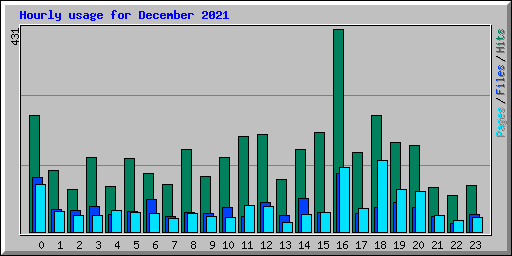 Hourly usage for December 2021
431
Pages/Files/Hits
0 1 2 3 4 5 6 7 8 9 10 11 12 13 14 15 16 17 18 19 20 21 22 23